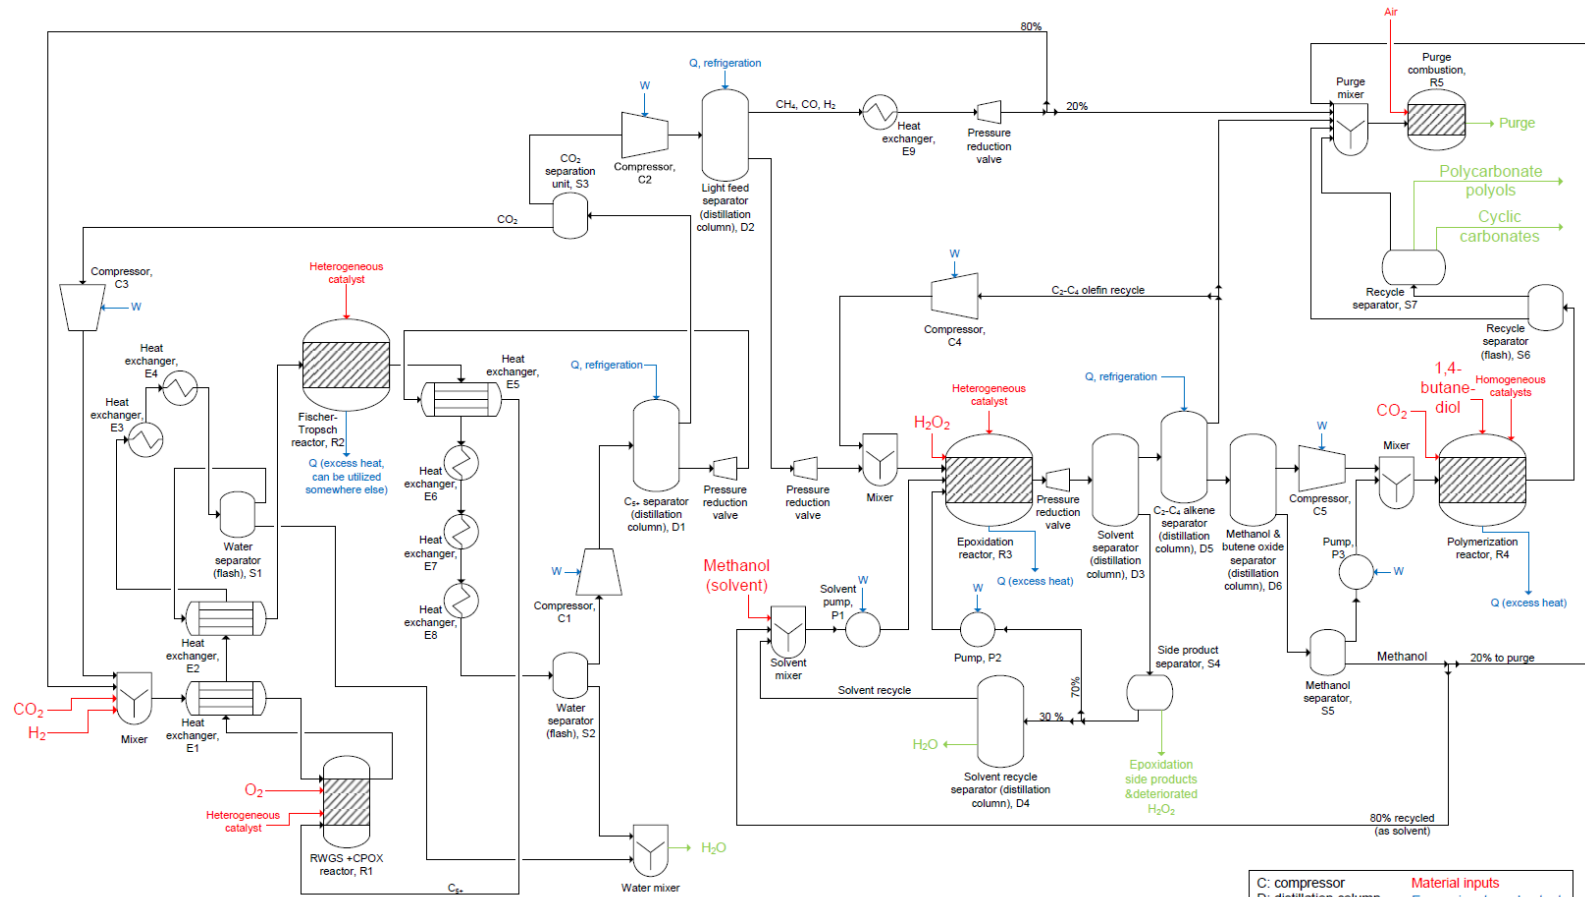 Air
80%
Purge
combustion,
R5
Purge
mixer
Q, refrigeration
W
CH₄, CO, H₂
20%
Purge
Heat
exchanger,
E9
Pressure
reduction
valve
CO₂
separation
unit, S3
Compressor,
C2
Light feed
separator
(distillation
column), D2
Polycarbonate
polyols
Cyclic
carbonates
CO₂
Compressor,
C3
W
Heterogeneous
catalyst
W
C₂-C₄ olefin recycle
Compressor,
C4
Recycle
separator, S7
Recycle
separator
(flash), S6
Heat
exchanger,
E4
Heat
exchanger,
E3
Heat
exchanger,
E5
Fischer-
Tropsch
reactor, R2
Q (excess heat,
can be utilized
somewhere else)
Q, refrigeration
Heat
exchanger,
E6
Heat
exchanger,
E7
Heat
exchanger,
E8
C₅₊ separator
(distillation
column), D1
Pressure
reduction
valve
Pressure
reduction
valve
Mixer
H₂O₂
Heterogeneous
catalyst
Q, refrigeration
Epoxidation
reactor, R3
Q (excess heat)
Pressure
reduction
valve
Solvent
separator
(distillation
column), D3
C₂-C₄ alkene
separator
(distillation
column), D5
Methanol &
butene oxide
separator
(distillation
column), D6
W
Compressor,
C5
CO₂
Mixer
1,4-
butane-
diol
Homogeneous
catalysts
Polymerization
reactor, R4
Q (excess heat)
Pump,
P3
W
Water
separator
(flash), S1
Heat
exchanger,
E2
W
Compressor,
C1
Methanol
(solvent)
Solvent
pump,
P1
W
W
Solvent
mixer
Pump, P2
Side product
separator, S4
Methanol
20% to purge
Methanol
separator,
S5
CO₂
H₂
Mixer
Heat
exchanger,
E1
Water
separator
(flash), S2
Solvent recycle
70%
30 %
H₂O
Solvent recycle
separator (distillation
column), D4
Epoxidation
side products
&deteriorated
H₂O₂
O₂
Heterogeneous
catalyst
RWGS +CPOX
reactor, R1
C₅₊
H₂O
Water mixer
80% recycled
(as solvent)
C: compressor
Material inputs